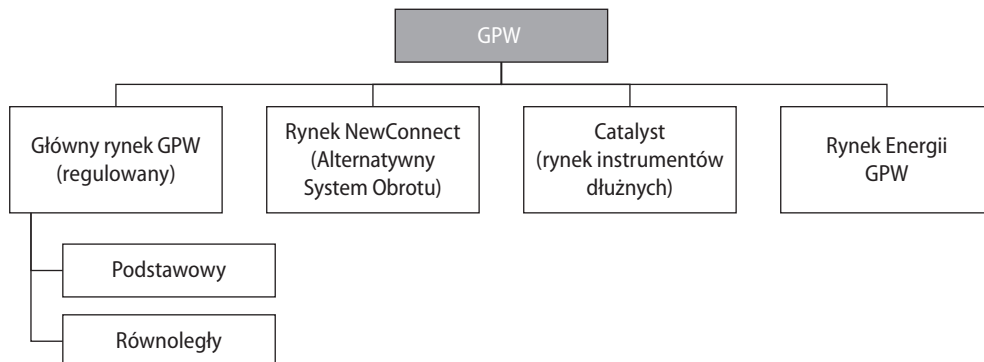 GPW
Główny rynek GPW
(regulowany)
Rynek NewConnect
(Alternatywny
System Obrotu)
Catalyst
(rynek instrumentów
dłużnych)
Rynek Energii
GPW
Podstawowy
Równoległy